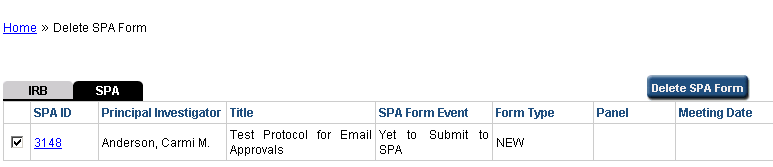 Home » Delete SPA Form
IRB SPA Delete SPA Form
SPA ID Principal Investigator Title SPA Form Event Form Type Panel Meeting Date
3148 Anderson, Carmi M. Test Protocol for Email Approvals Yet to Submit to SPA NEW